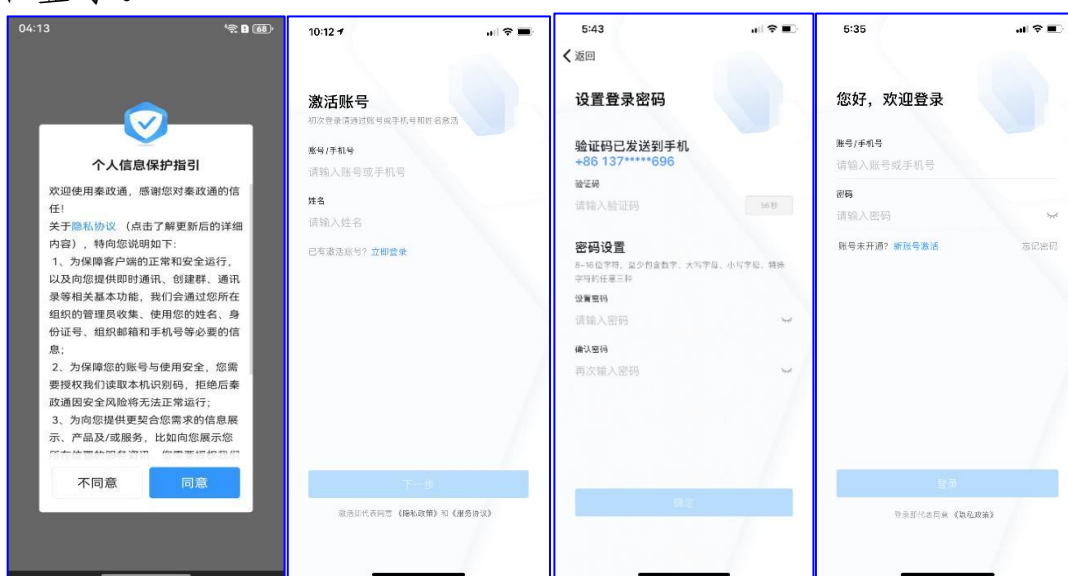 04:13
68
个人信息保护指引
欢迎使用秦政通，感谢您对秦政通的信
任！
关于隐私协议（点击了解更新后的详细
内容），特向您说明如下：
1、为保障客户端的正常和安全运行，
以及向您提供即时通讯、创建群、通讯
录等相关基本功能，我们会通过您所在
组织的管理员收集、使用您的姓名、身
份证号、组织邮箱和手机号等必要的信
息；
2、为保障您的账号与使用安全，您需
要授权我们读取本机识别码，拒绝后秦
政通因安全风险将无法正常运行；
3、为向您提供更契合您需求的信息展
示、产品及/或服务，比如向您展示您
不同意
同意
10:12
激活账号
初次登录请通过账号或手机号和姓名激活
账号/手机号
请输入账号或手机号
姓名
请输入姓名
已有激活账号？立即登录
下一步
激活即代表同意《隐私政策》和《服务协议》
5:43
返回
设置登录密码
验证码已发送到手机
+86 137*****696
验证码
请输入验证码
56秒
密码设置
8-16位字符，至少包含数字、大写字母、小写字母、特殊
字符的任意三种
设置密码
请输入密码
确认密码
再次输入密码
确定
5:35
您好，欢迎登录
账号/手机号
请输入账号或手机号
密码
请输入密码
账号未开通？新账号激活
忘记密码
登录
登录即代表同意《隐私政策》